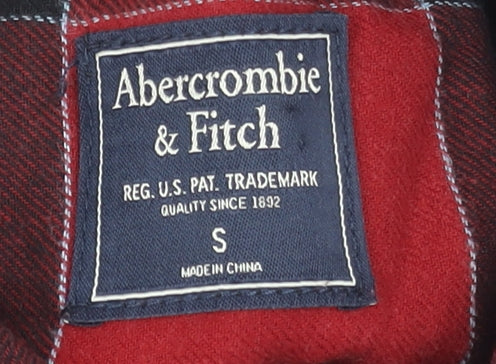 Abercrombie
& Fitch
REG. U.S. PAT. TRADEMARK
QUALITY SINCE 1892
S
MADE IN CHINA